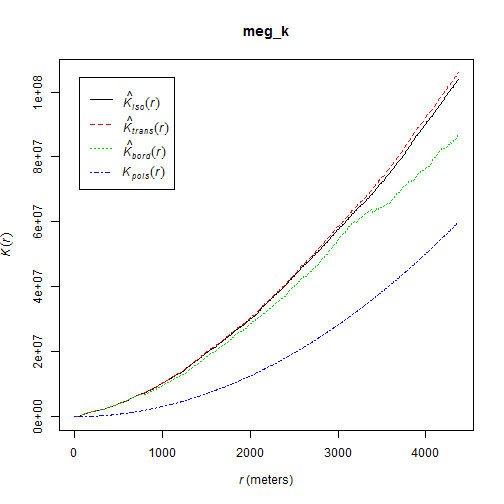 meg_k
K̂iso(r)
K̂trans(r)
K̂bord(r)
Kpois(r)
1e+08
8e+07
6e+07
4e+07
2e+07
0e+00
K(r)
0 1000 2000 3000 4000
r (meters)